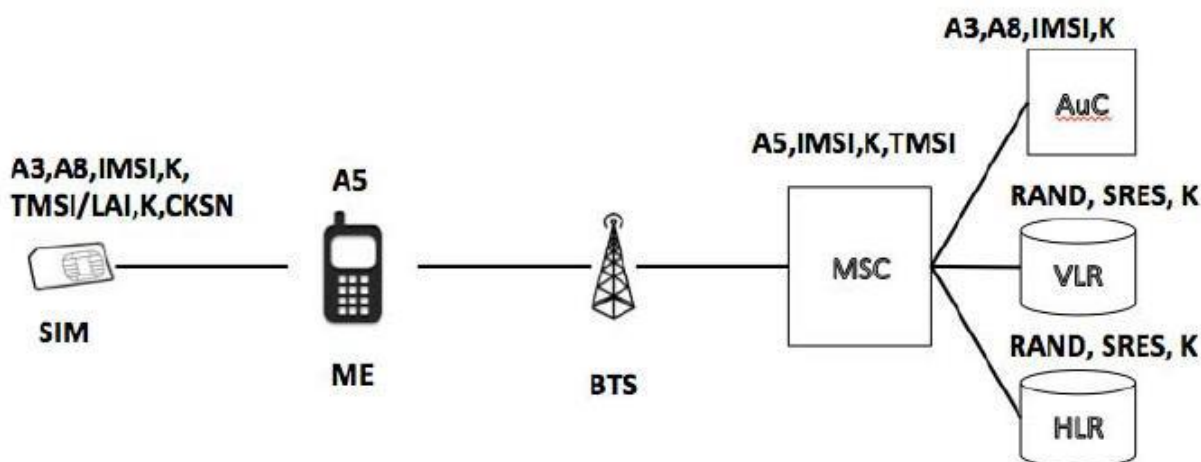 A3,A8,IMSI,K
AuC
A5,IMSI,K,TMSI
A3,A8,IMSI,K,
TMSI/LAI,K,CKSN
A5
RAND, SRES, K
MSC
VLR
SIM
ME
BTS
RAND, SRES, K
HLR